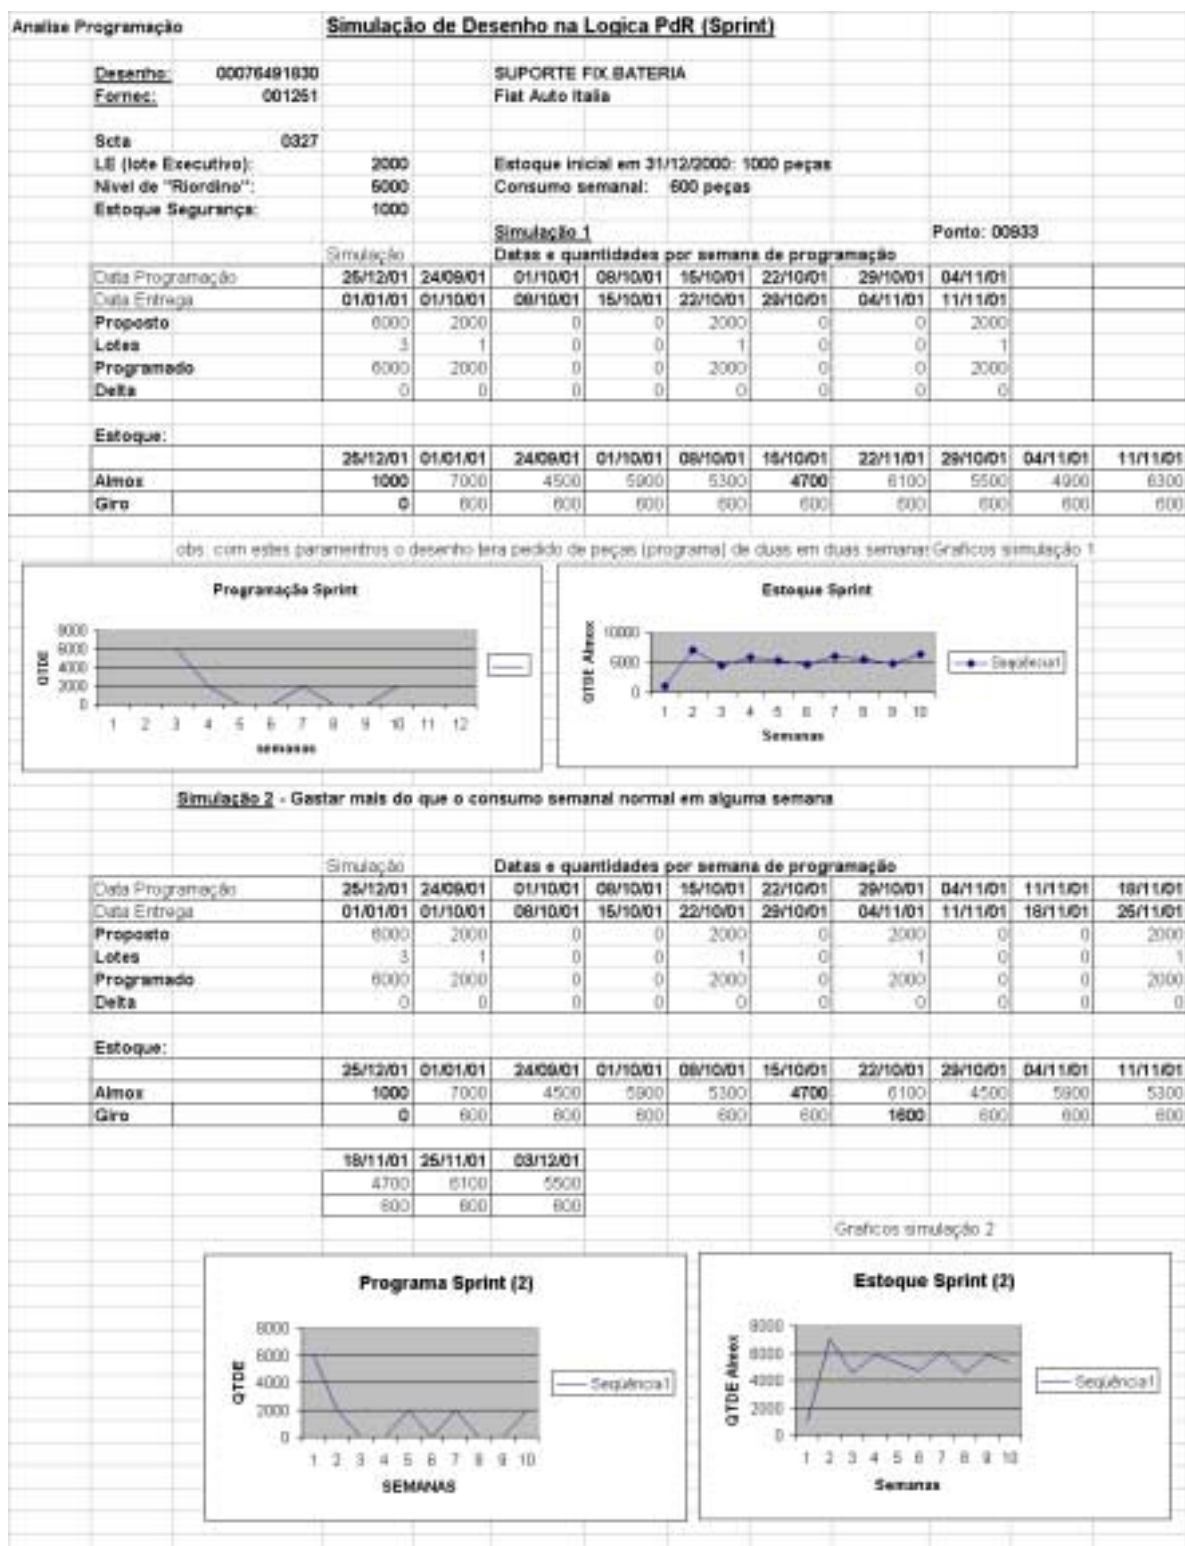 Analise Programação Simulação de Desenho na Logica PdR (Sprint)
Desenho: 00076491830 SUPORTE FIX.BATERIA
Fornec: 001251 Fiat Auto Italia
Scta 0327
LE (lote Executivo): 2000 Estoque inicial em 31/12/2000: 1000 peças
Nivel de "Riordino": 5000 Consumo semanal: 600 peças
Estoque Segurança: 1000
Simulação 1 Ponto: 00933
Simulação Datas e quantidades por semana de programação
Data Programação 25/12/01 24/09/01 01/10/01 08/10/01 15/10/01 22/10/01 29/10/01 04/11/01
Data Entrega 01/01/01 01/10/01 08/10/01 15/10/01 22/10/01 29/10/01 04/11/01 11/11/01
Proposto 6000 2000 0 0 2000 0 0 2000
Lotes 3 1 0 0 1 0 0 1
Programado 6000 2000 0 0 2000 0 0 2000
Delta 0 0 0 0 0 0 0 0
Estoque:
25/12/01 01/01/01 24/09/01 01/10/01 08/10/01 15/10/01 22/11/01 29/10/01 04/11/01 11/11/01
Almox 1000 7000 4500 5900 5300 4700 6100 5500 4900 6300
Giro 0 600 600 600 600 600 600 600 600 600
obs: com estes paramentros o desenho tera pedido de peças (programa) de duas em duas semanas Graficos simulação 1
Programação Sprint
QTDE
8000
6000
4000
2000
0
1 2 3 4 5 6 7 8 9 10 11 12
semanas
Estoque Sprint
QTDE Almox
10000
5000
0
1 2 3 4 5 6 7 8 9 10
Semanas
Seqüência1
Simulação 2 - Gastar mais do que o consumo semanal normal em alguma semana
Simulação Datas e quantidades por semana de programação
Data Programação 25/12/01 24/09/01 01/10/01 08/10/01 15/10/01 22/10/01 29/10/01 04/11/01 11/11/01 18/11/01
Data Entrega 01/01/01 01/10/01 08/10/01 15/10/01 22/10/01 29/10/01 04/11/01 11/11/01 18/11/01 25/11/01
Proposto 6000 2000 0 0 2000 0 2000 0 0 2000
Lotes 3 1 0 0 1 0 1 0 0 1
Programado 6000 2000 0 0 2000 0 2000 0 0 2000
Delta 0 0 0 0 0 0 0 0 0 0
Estoque:
25/12/01 01/01/01 24/09/01 01/10/01 08/10/01 15/10/01 22/10/01 29/10/01 04/11/01 11/11/01
Almox 1000 7000 4500 5900 5300 4700 6100 4500 5900 5300
Giro 0 600 600 600 600 600 1600 600 600 600
18/11/01 25/11/01 03/12/01
4700 6100 5500
600 600 600
Graficos simulação 2
Programa Sprint (2)
QTDE
8000
6000
4000
2000
0
1 2 3 4 5 6 7 8 9 10
SEMANAS
Seqüência1
Estoque Sprint (2)
QTDE Almox
8000
6000
4000
2000
0
1 2 3 4 5 6 7 8 9 10
Semanas
Seqüência1